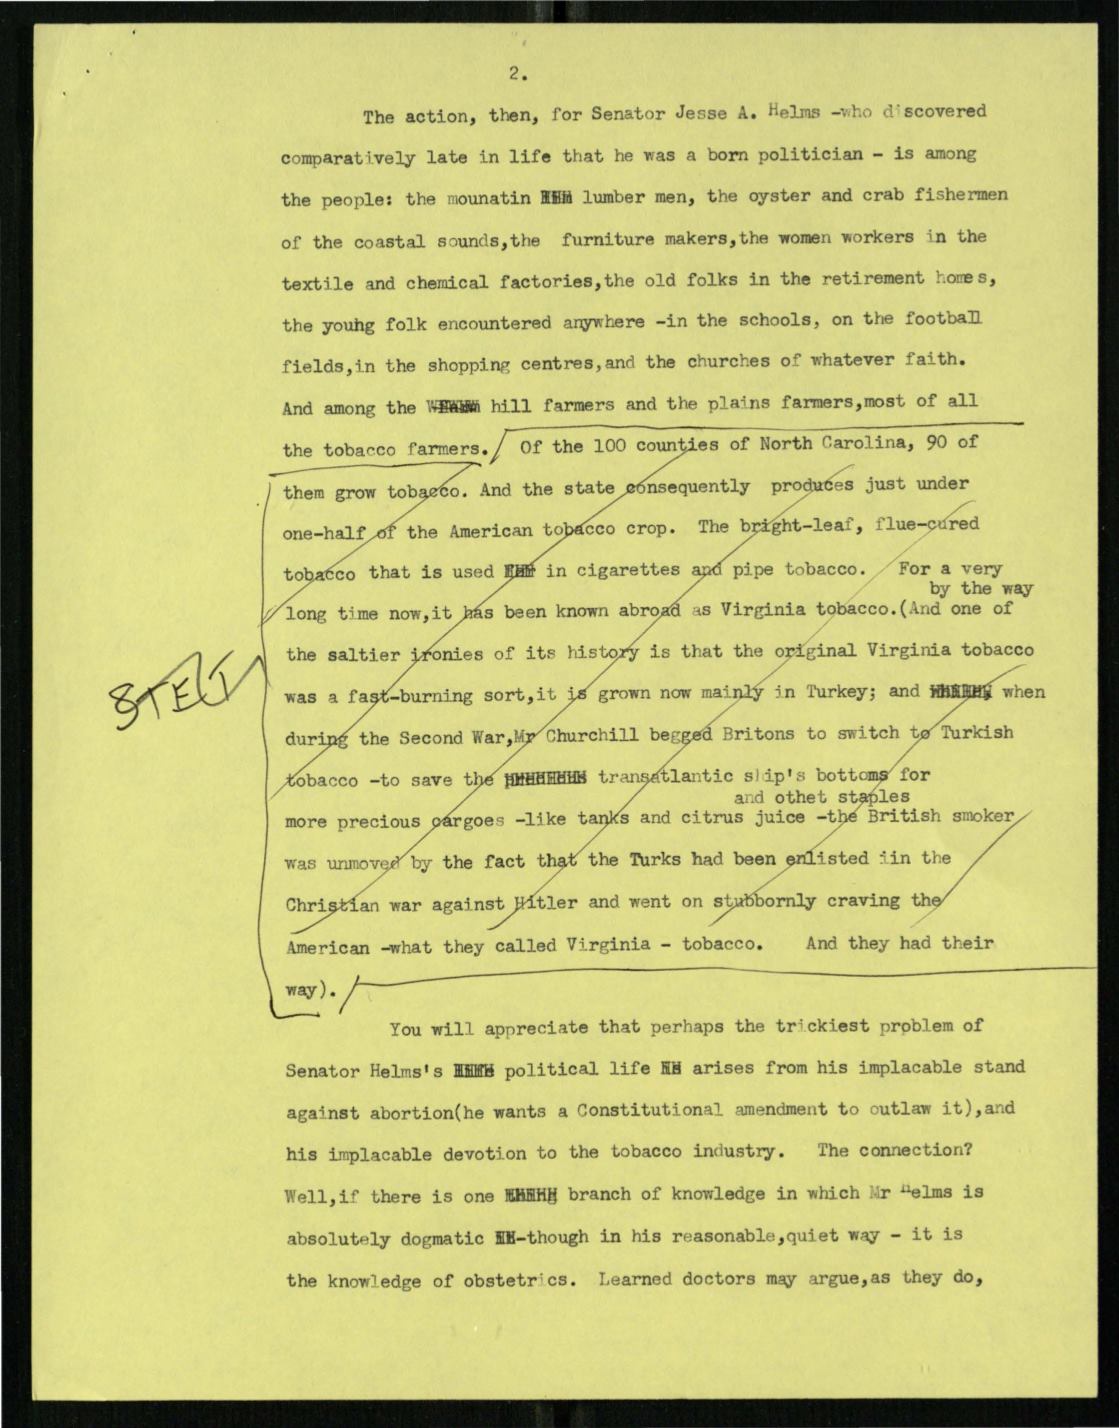 2.
The action, then, for Senator Jesse A. Helms -who discovered
comparatively late in life that he was a born politician - is among
the people: the mounatin lumber men, the oyster and crab fishermen
of the coastal sounds,the furniture makers,the women workers in the
textile and chemical factories,the old folks in the retirement homes,
the youhg folk encountered anywhere -in the schools, on the football
fields,in the shopping centres,and the churches of whatever faith.
And among the hill farmers and the plains farmers,most of all
the tobacco farmers. Of the 100 counties of North Carolina, 90 of
them grow tobacco. And the state consequently produces just under
one-half of the American tobacco crop. The bright-leaf, flue-cured
tobacco that is used in cigarettes and pipe tobacco. For a very
by the way
long time now,it has been known abroad as Virginia tobacco.(And one of
the saltier ironies of its history is that the original Virginia tobacco
STET
was a fast-burning sort,it is grown now mainly in Turkey; and when
during the Second War,Mr Churchill begged Britons to switch to Turkish
tobacco -to save the transatlantic ship's bottoms for
and othet staples
more precious cargoes -like tanks and citrus juice -the British smoker
was unmoved by the fact that the Turks had been enlisted iin the
Christian war against Hitler and went on stubbornly craving the
American -what they called Virginia - tobacco. And they had their
way).
You will appreciate that perhaps the trickiest problem of
Senator Helms's political life arises from his implacable stand
against abortion(he wants a Constitutional amendment to outlaw it),and
his implacable devotion to the tobacco industry. The connection?
Well,if there is one branch of knowledge in which Mr Helms is
absolutely dogmatic -though in his reasonable,quiet way - it is
the knowledge of obstetrics. Learned doctors may argue,as they do,